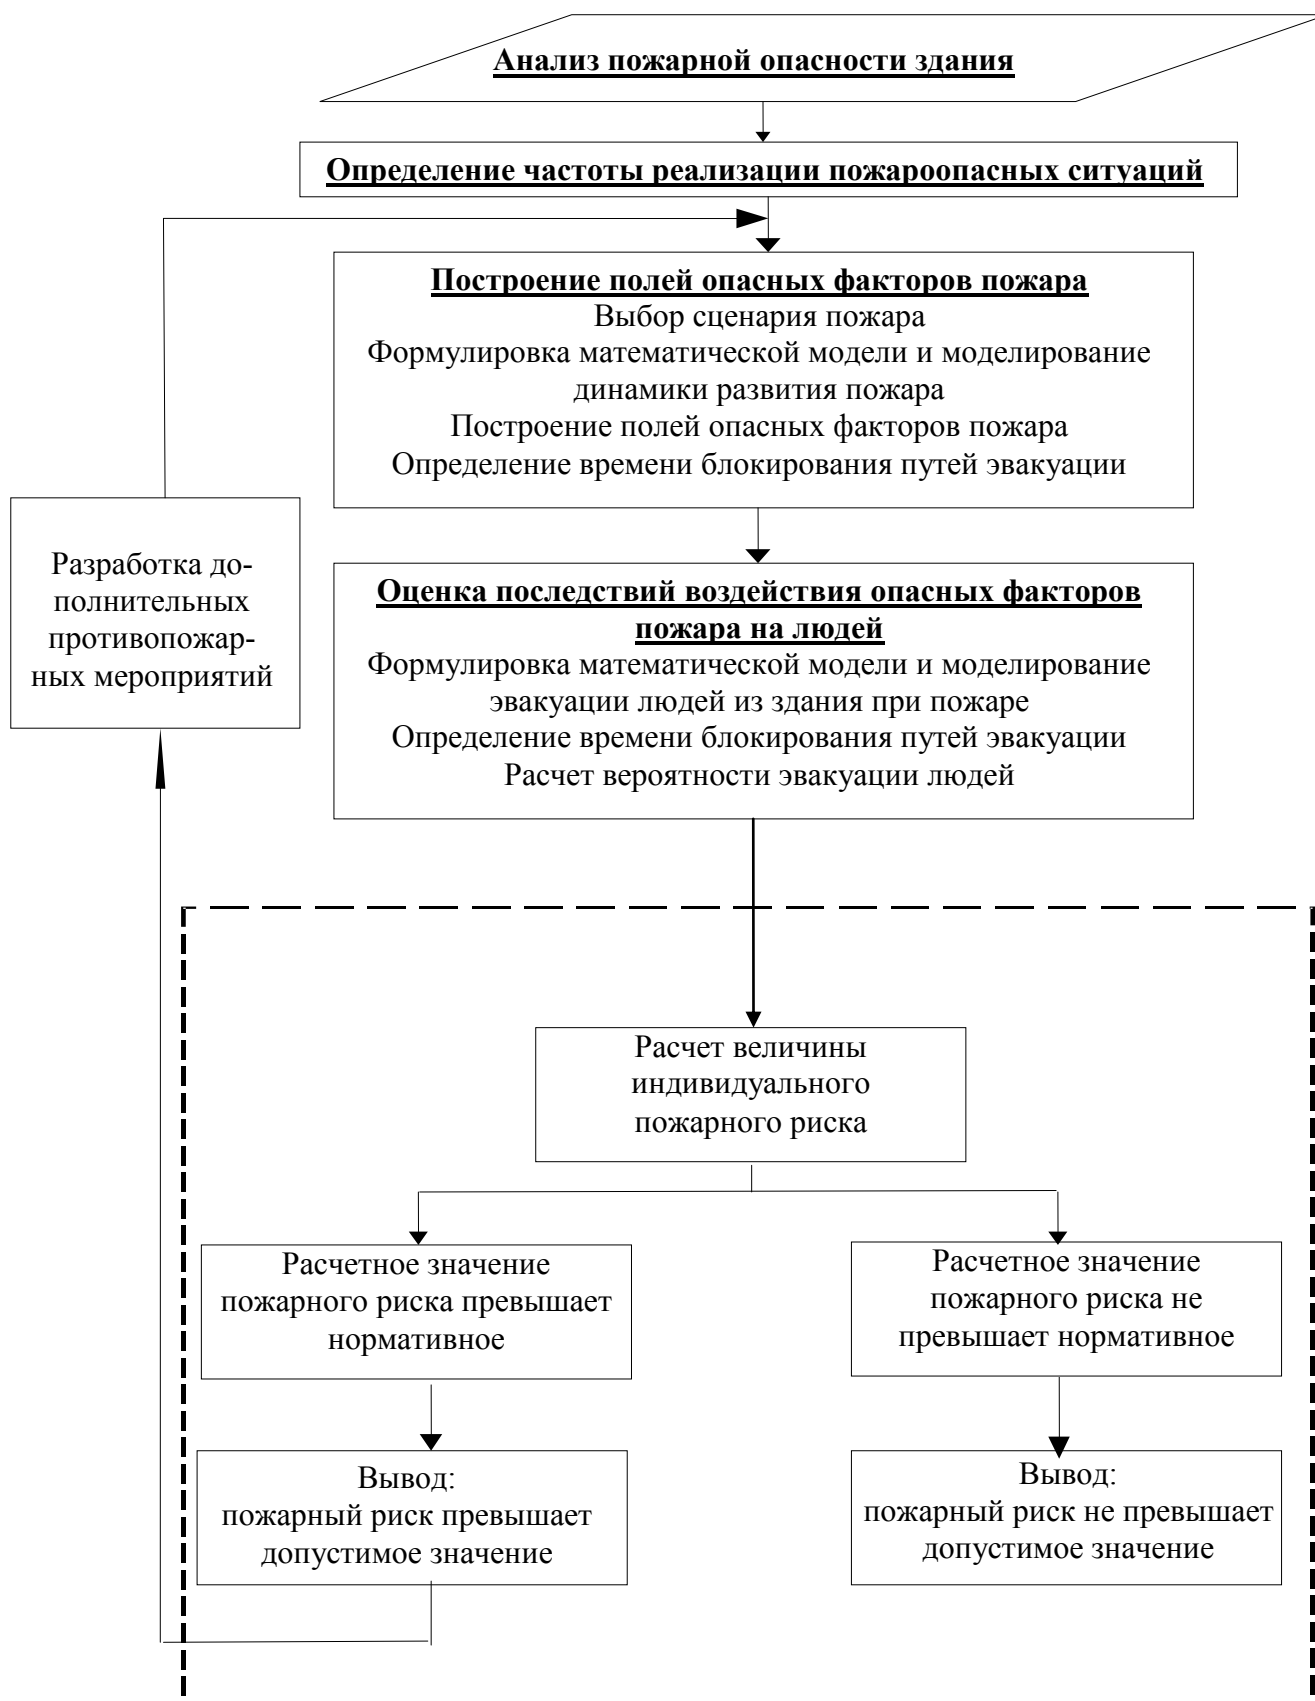 Анализ пожарной опасности здания
Определение частоты реализации пожароопасных ситуаций
Построение полей опасных факторов пожара
Выбор сценария пожара
Формулировка математической модели и моделирование
динамики развития пожара
Построение полей опасных факторов пожара
Определение времени блокирования путей эвакуации
Разработка до-
полнительных
противопожар-
ных мероприятий
Оценка последствий воздействия опасных факторов
пожара на людей
Формулировка математической модели и моделирование
эвакуации людей из здания при пожаре
Определение времени блокирования путей эвакуации
Расчет вероятности эвакуации людей
Расчет величины
индивидуального
пожарного риска
Расчетное значение
пожарного риска превышает
нормативное
Расчетное значение
пожарного риска не
превышает нормативное
Вывод:
пожарный риск превышает
допустимое значение
Вывод:
пожарный риск не превышает
допустимое значение